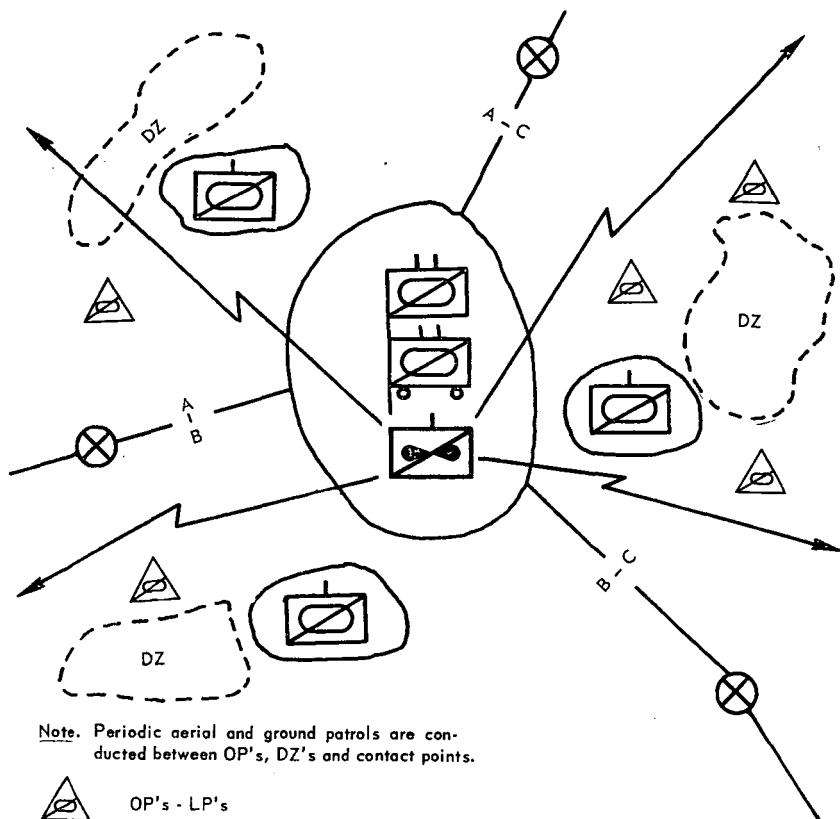 DZ
A-C
DZ
A-B
B-C
DZ
Note. Periodic aerial and ground patrols are con-
ducted between OP's, DZ's and contact points.
OP's - LP's